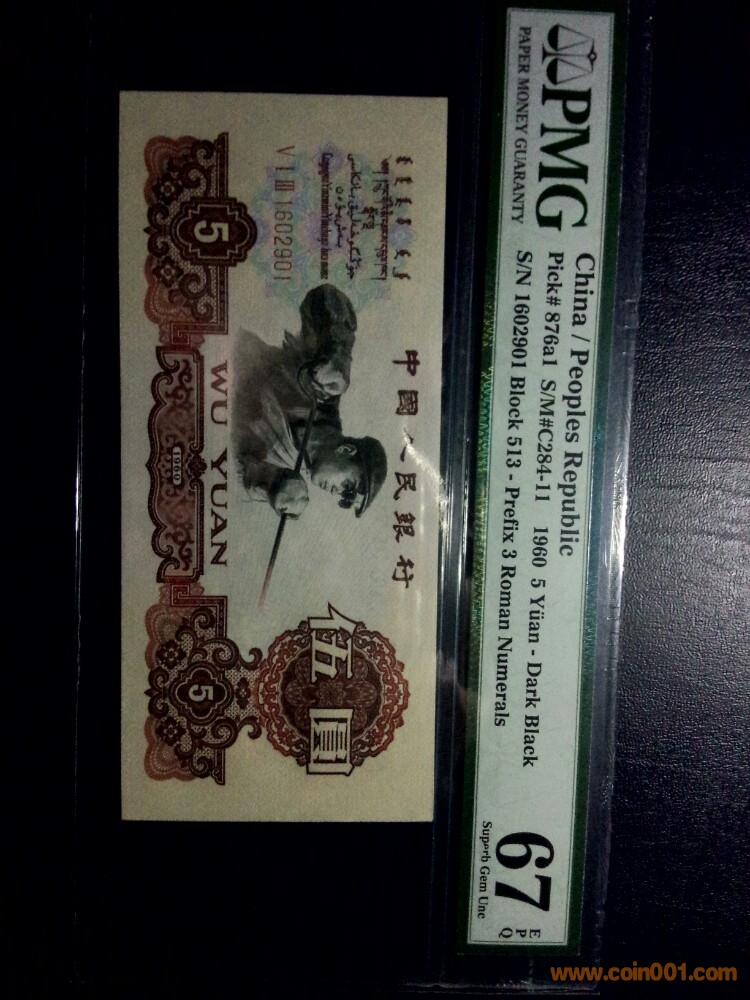 PMG
PAPER MONEY GUARANTY
China / Peoples Republic
Pick# 876a1 S/M#C284-11 1960 5 Yüan - Dark Black
S/N 1602901 Block 513 - Prefix 3 Roman Numerals
67 EPQ
Superb Gem Unc
中國人民銀行
V I III 1602901
伍圓
WU YUAN
5
1960
5
www.coin001.com